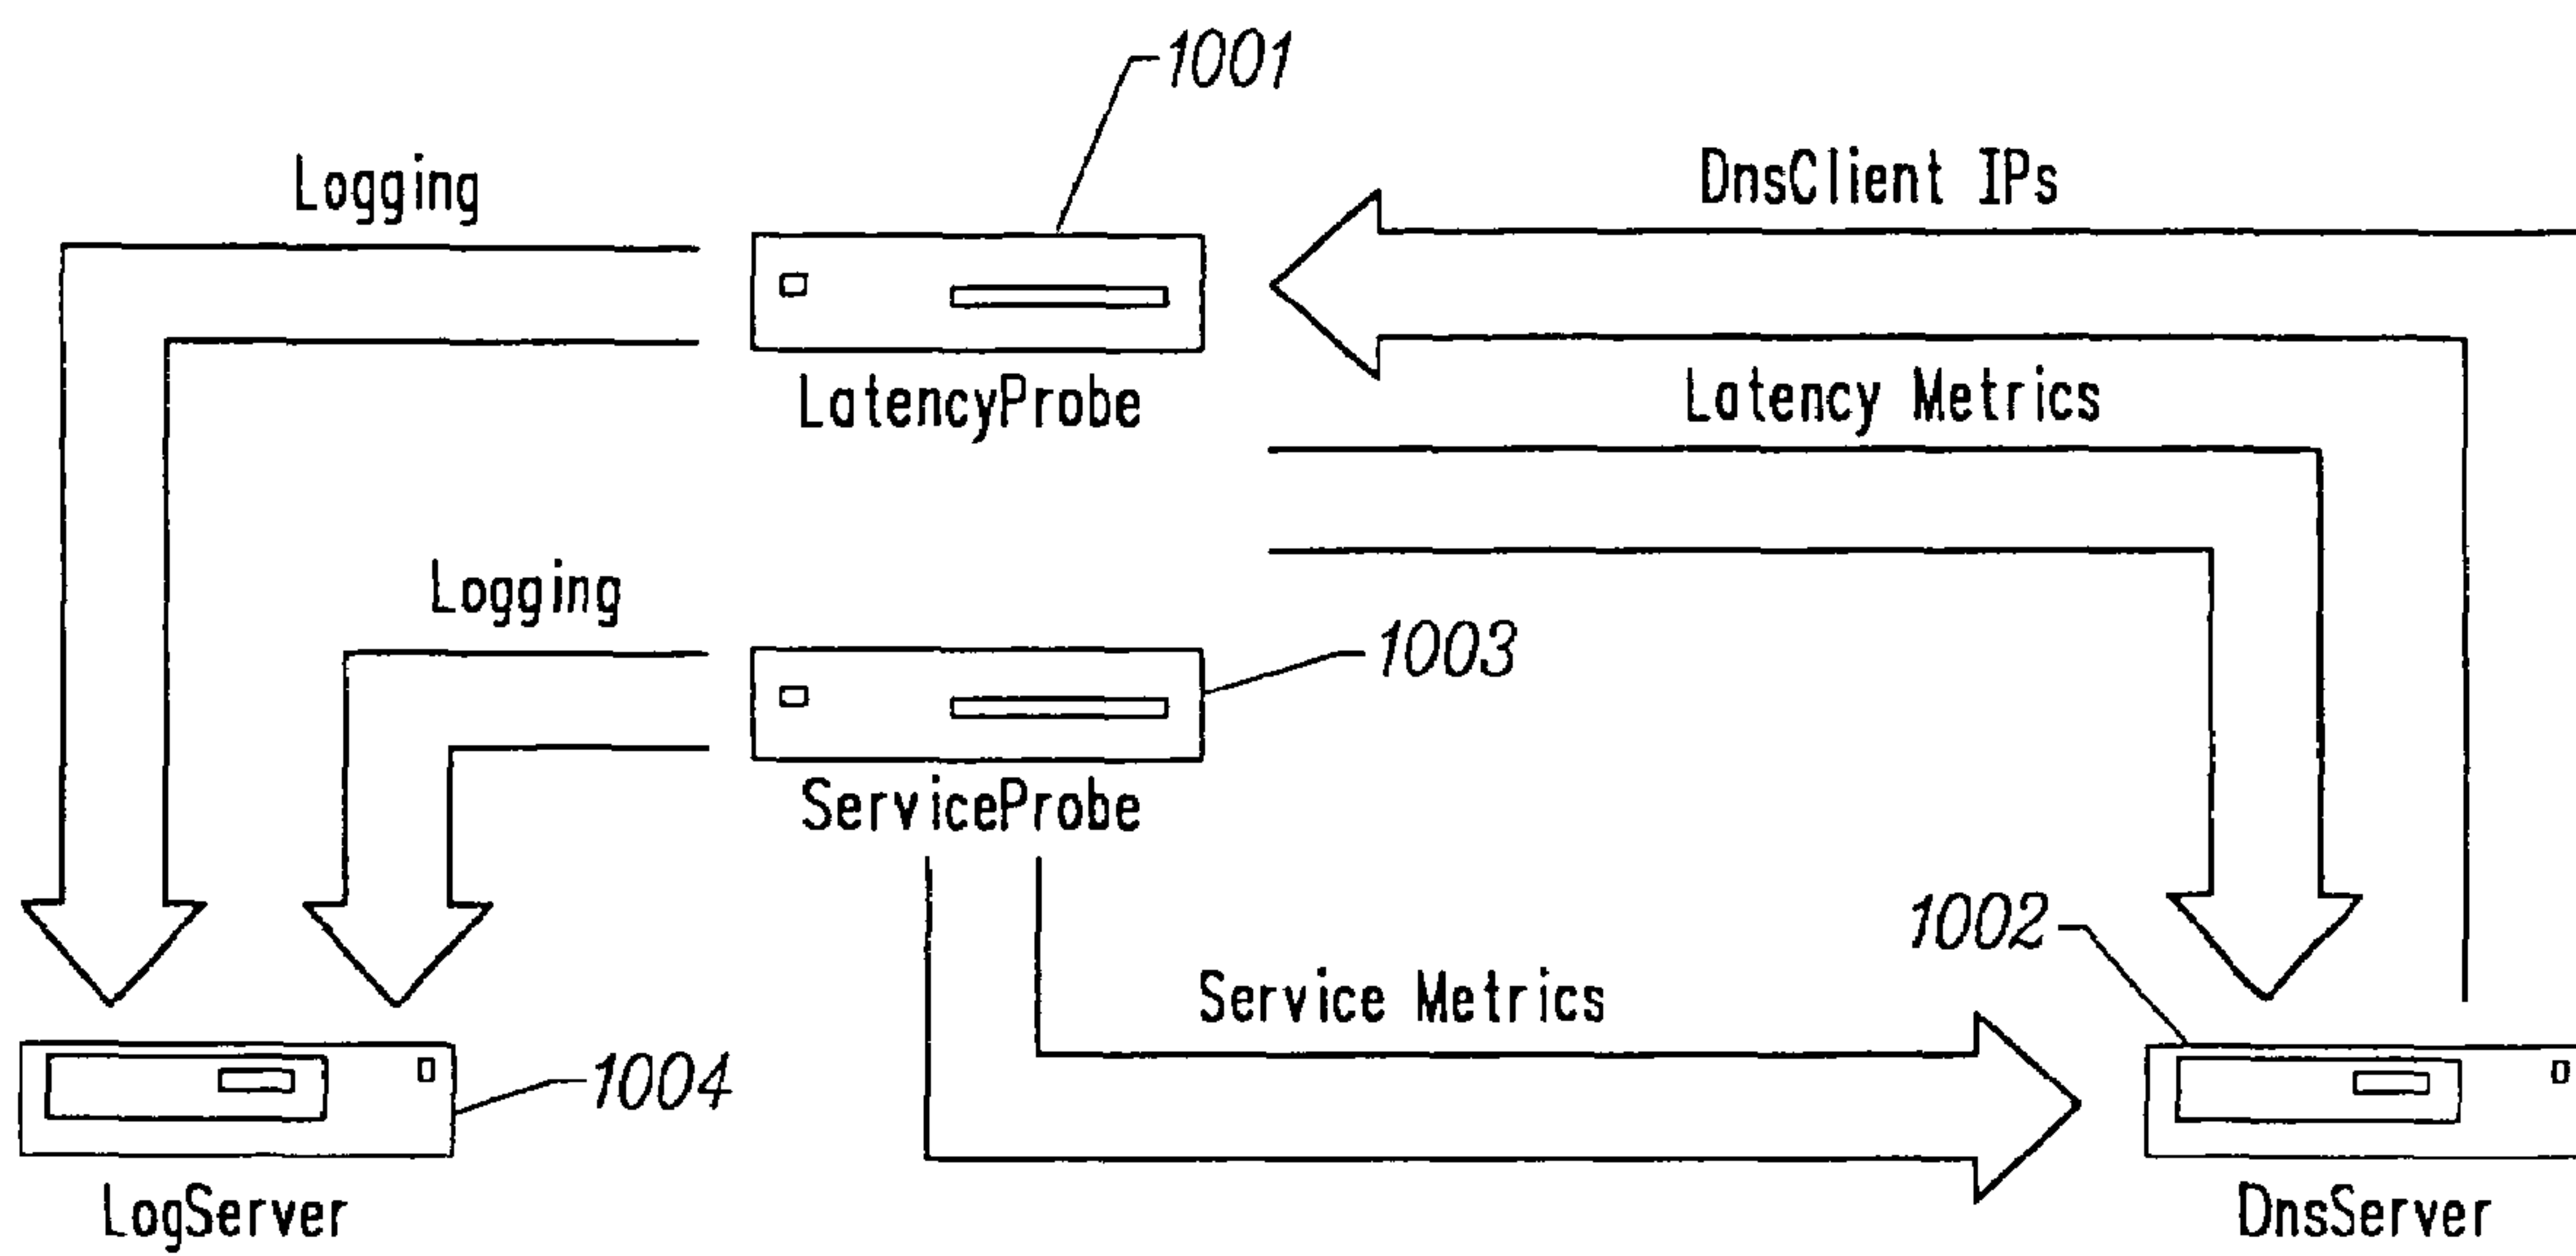 1001
Logging
DnsClient IPs
LatencyProbe
Latency Metrics
Logging
1003
ServiceProbe
1002
Service Metrics
1004
LogServer
DnsServer